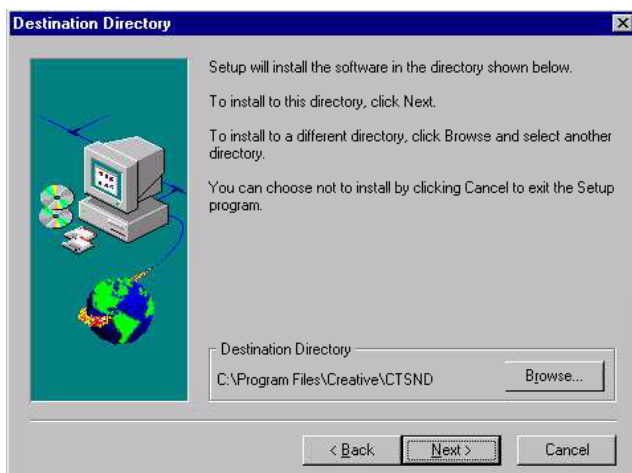 Destination Directory
Setup will install the software in the directory shown below.
To install to this directory, click Next.
To install to a different directory, click Browse and select another
directory.
You can choose not to install by clicking Cancel to exit the Setup
program.
Destination Directory
C:\Program Files\Creative\CTSND
Browse...
< Back
Next >
Cancel